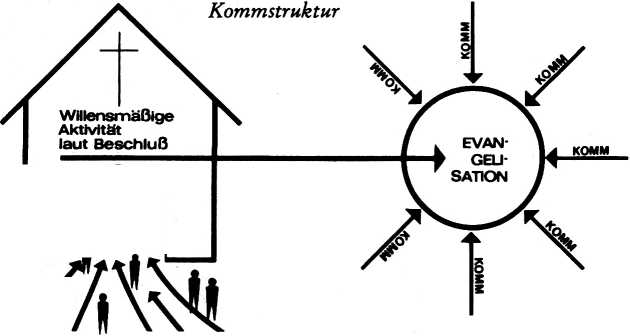 Kommstruktur
Willensmäßige
Aktivität
laut Beschluß
EVAN-
GELI-
SATION
KOMM
KOMM
KOMM
KOMM
KOMM
KOMM
KOMM
KOMM